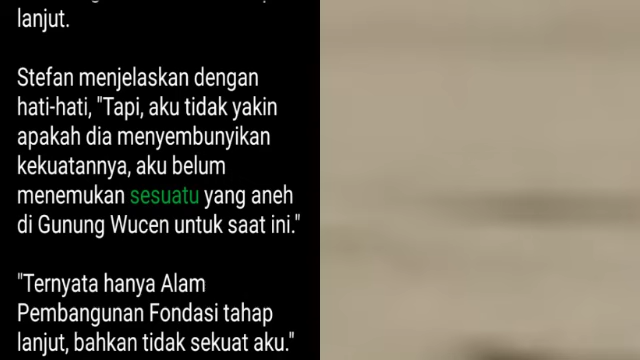 lanjut.
Stefan menjelaskan dengan
hati-hati, "Tapi, aku tidak yakin
apakah dia menyembunyikan
kekuatannya, aku belum
menemukan sesuatu yang aneh
di Gunung Wucen untuk saat ini."
"Ternyata hanya Alam
Pembangunan Fondasi tahap
lanjut, bahkan tidak sekuat aku."